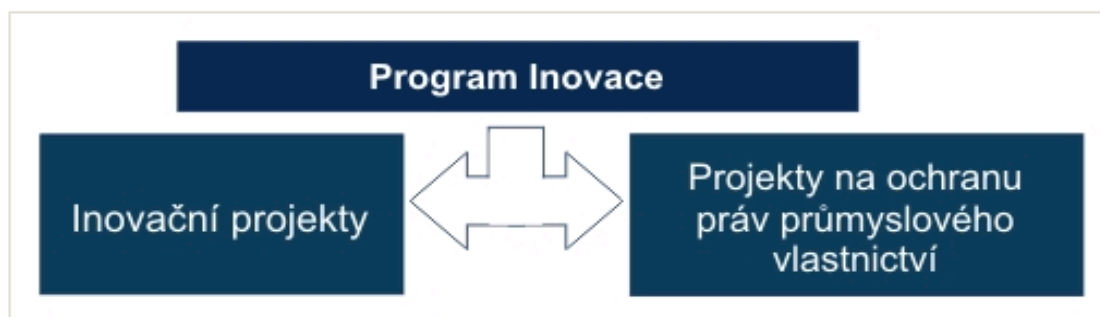 Program Inovace
Inovační projekty
Projekty na ochranu
práv průmyslového
vlastnictví